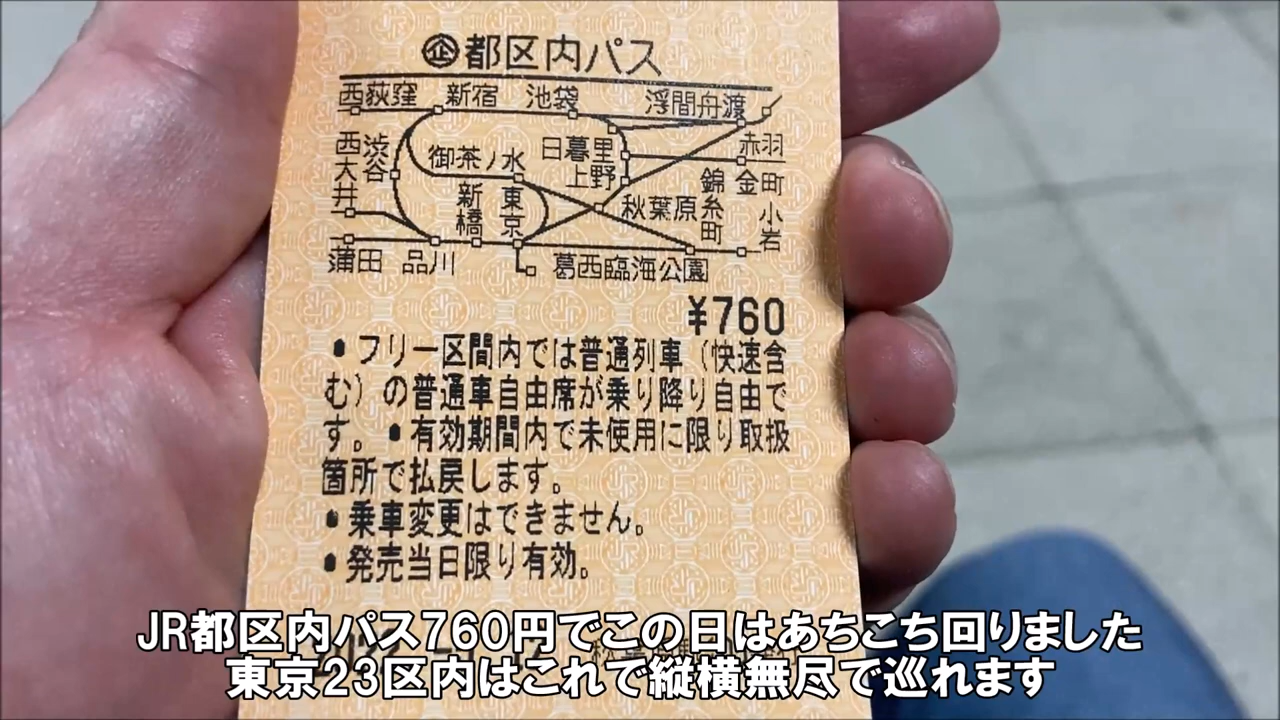 ㊭都区内パス
西荻窪 新宿 池袋 浮間舟渡
西大井 渋谷 御茶ノ水 日暮里 赤羽
上野 錦糸町 金町
新橋 東京 秋葉原 小岩
蒲田 品川 葛西臨海公園
¥760
・フリー区間内では普通列車(快速含
む)の普通車自由席が乗り降り自由で
す。・有効期間内で未使用に限り取扱
箇所で払戻します。
・乗車変更はできません。
・発売当日限り有効。
JR都区内パス760円でこの日はあちこち回りました
東京23区内はこれで縦横無尽で巡れます